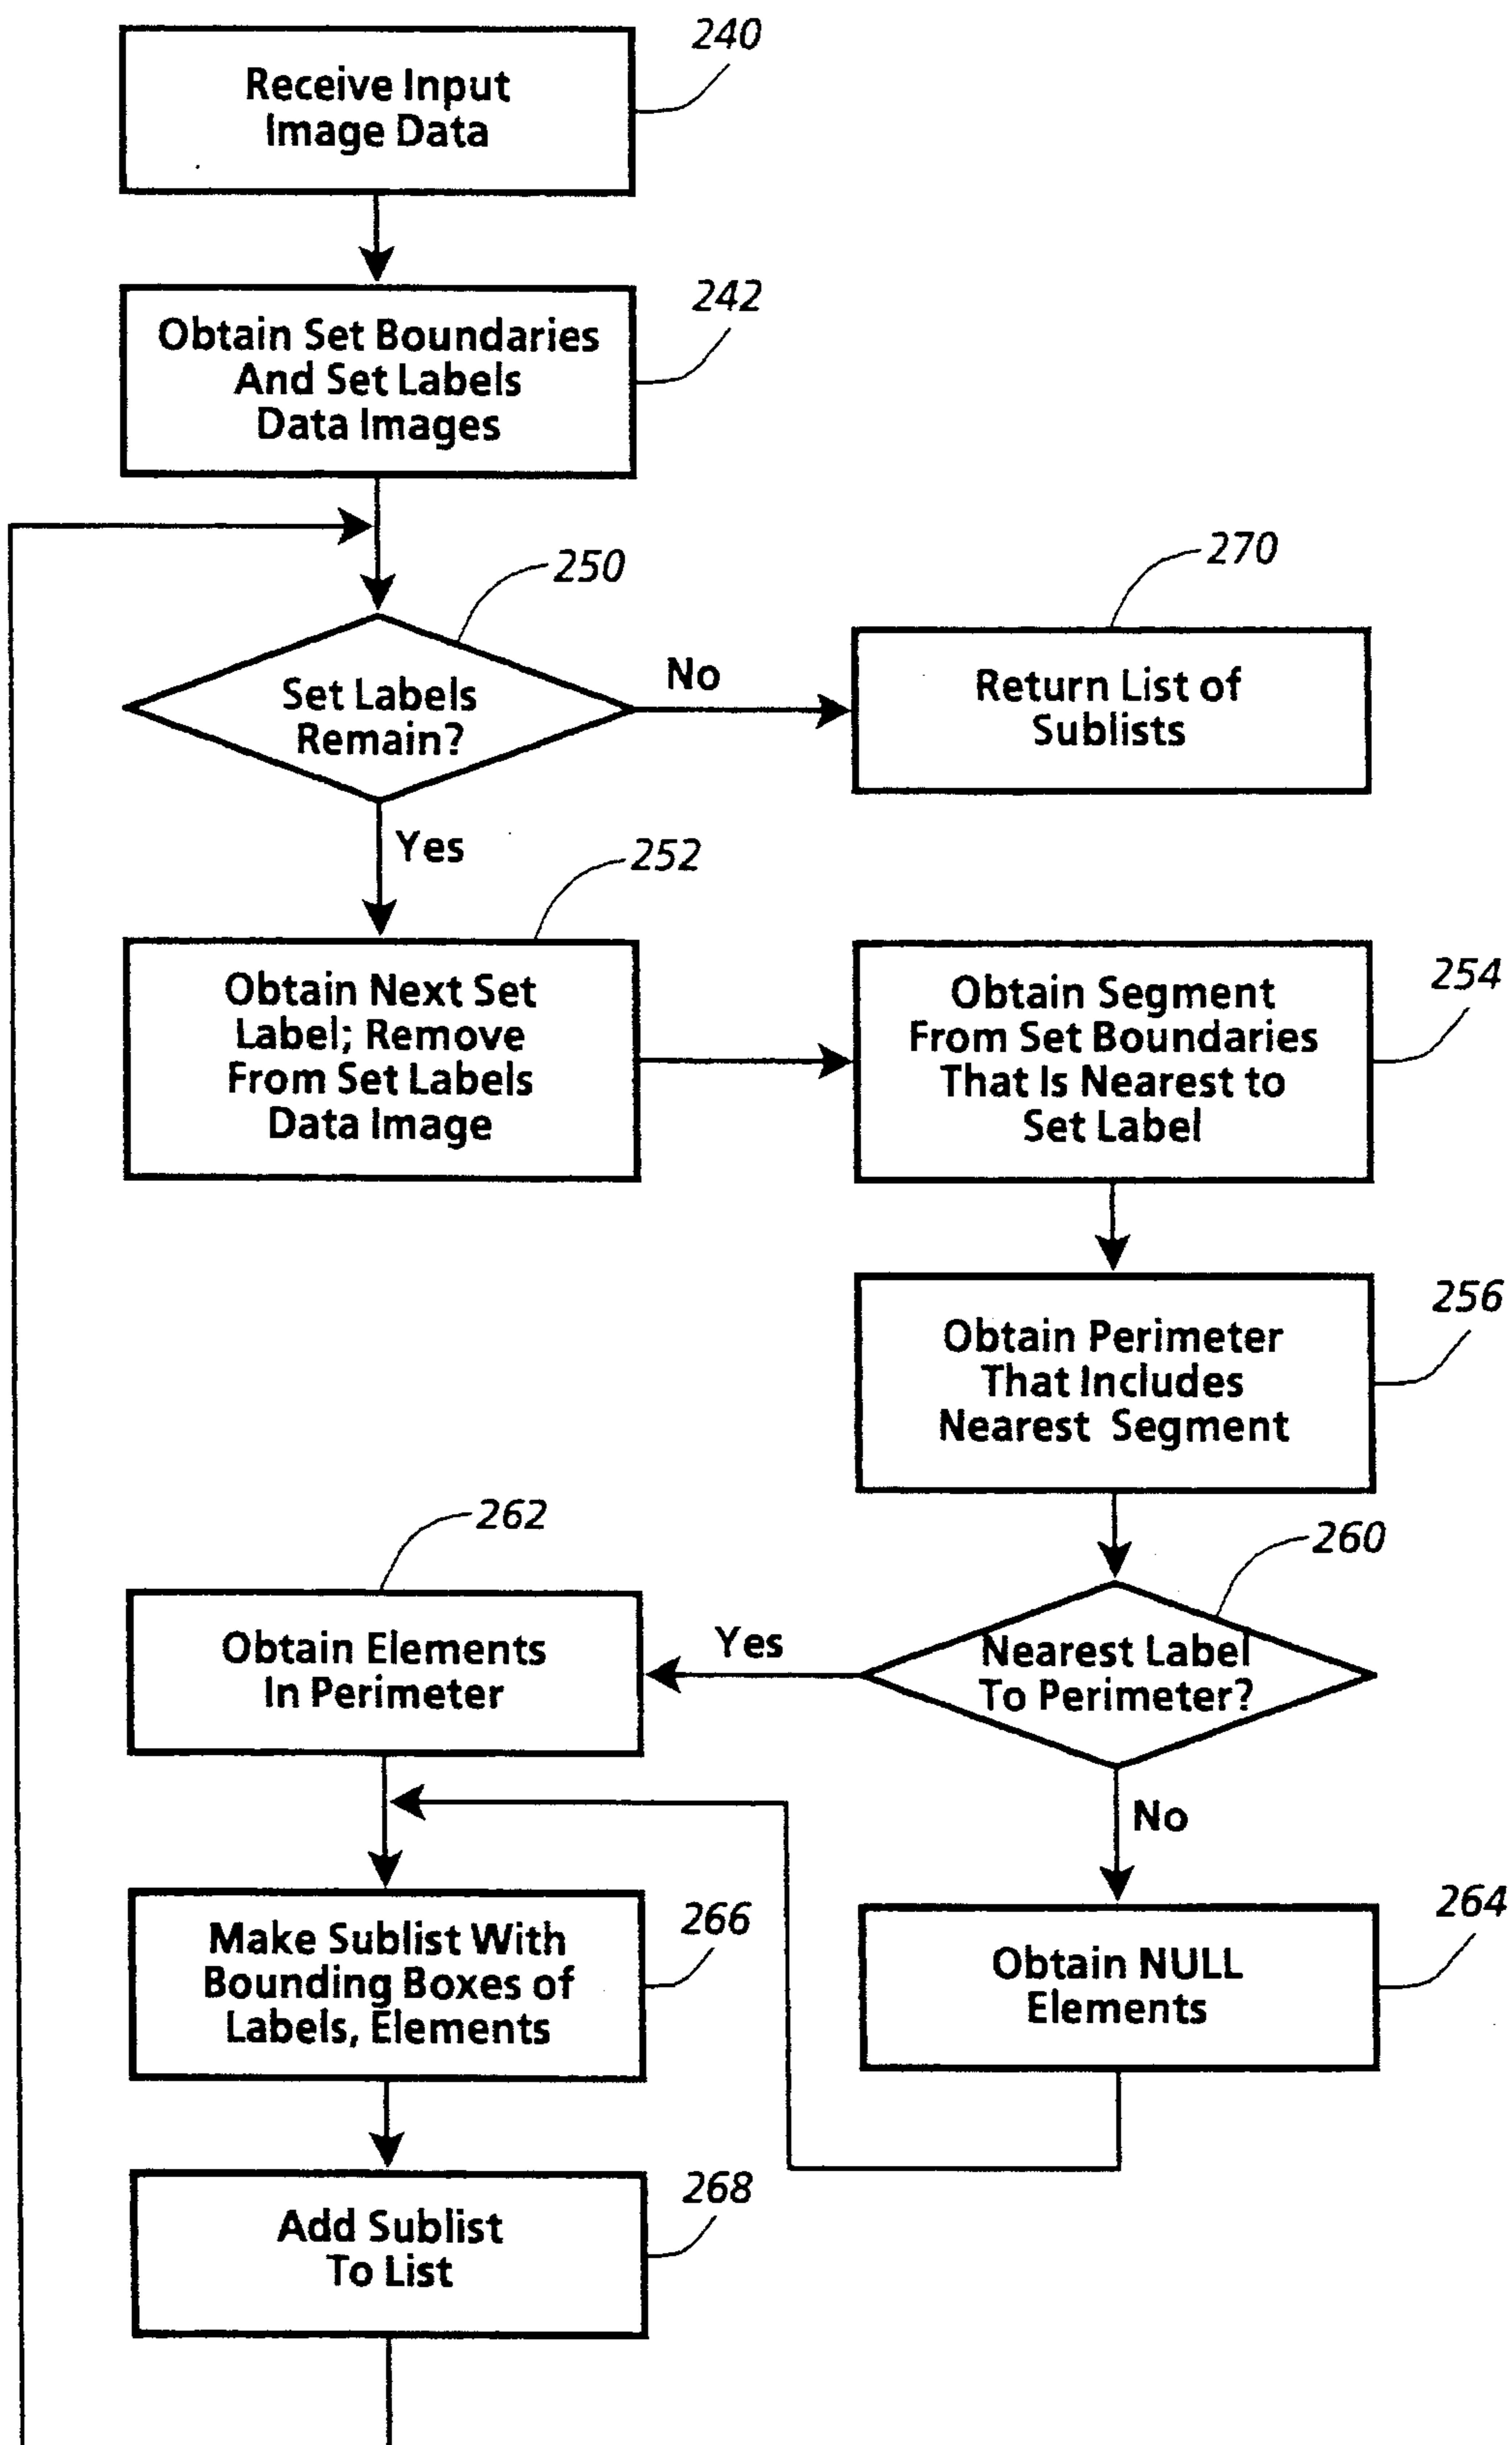 240
Receive Input
Image Data
242
Obtain Set Boundaries
And Set Labels
Data Images
250
Set Labels
Remain?
No
270
Return List of
Sublists
Yes
252
Obtain Next Set
Label; Remove
From Set Labels
Data Image
254
Obtain Segment
From Set Boundaries
That Is Nearest to
Set Label
256
Obtain Perimeter
That Includes
Nearest Segment
260
Nearest Label
To Perimeter?
Yes
262
Obtain Elements
In Perimeter
No
264
Obtain NULL
Elements
266
Make Sublist With
Bounding Boxes of
Labels, Elements
268
Add Sublist
To List